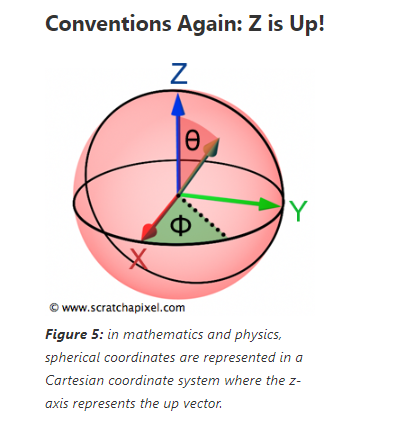 Conventions Again: Z is Up!
Z
θ
Y
Φ
X
© www.scratchapixel.com
Figure 5: in mathematics and physics,
spherical coordinates are represented in a
Cartesian coordinate system where the z-
axis represents the up vector.